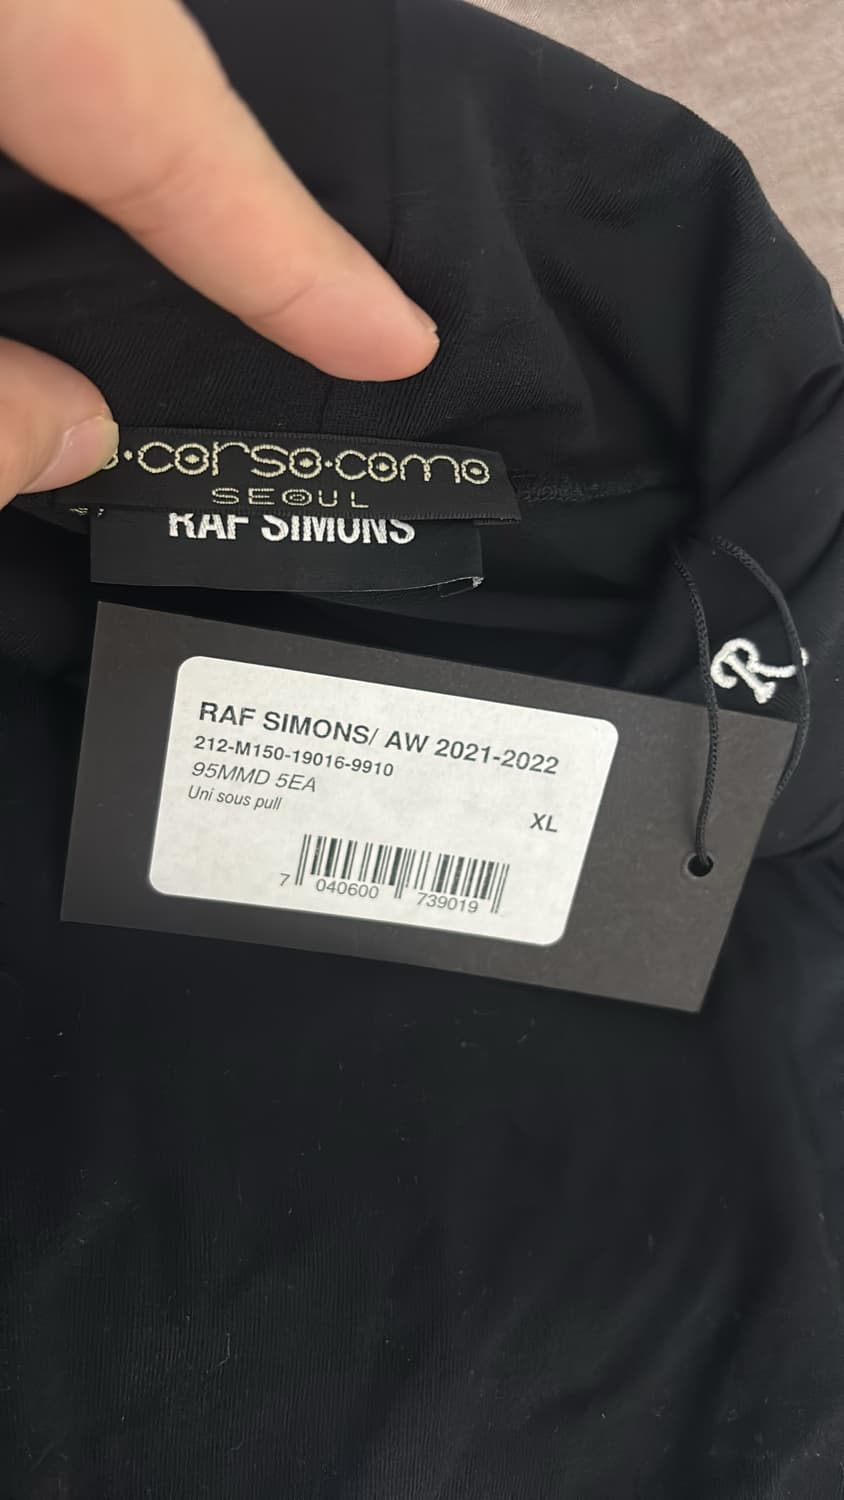 corso•como
SEOUL
RAF SIMONS
R.
RAF SIMONS/ AW 2021-2022
212-M150-19016-9910
95MMD 5EA
Uni sous pull
XL
7 040600 739019